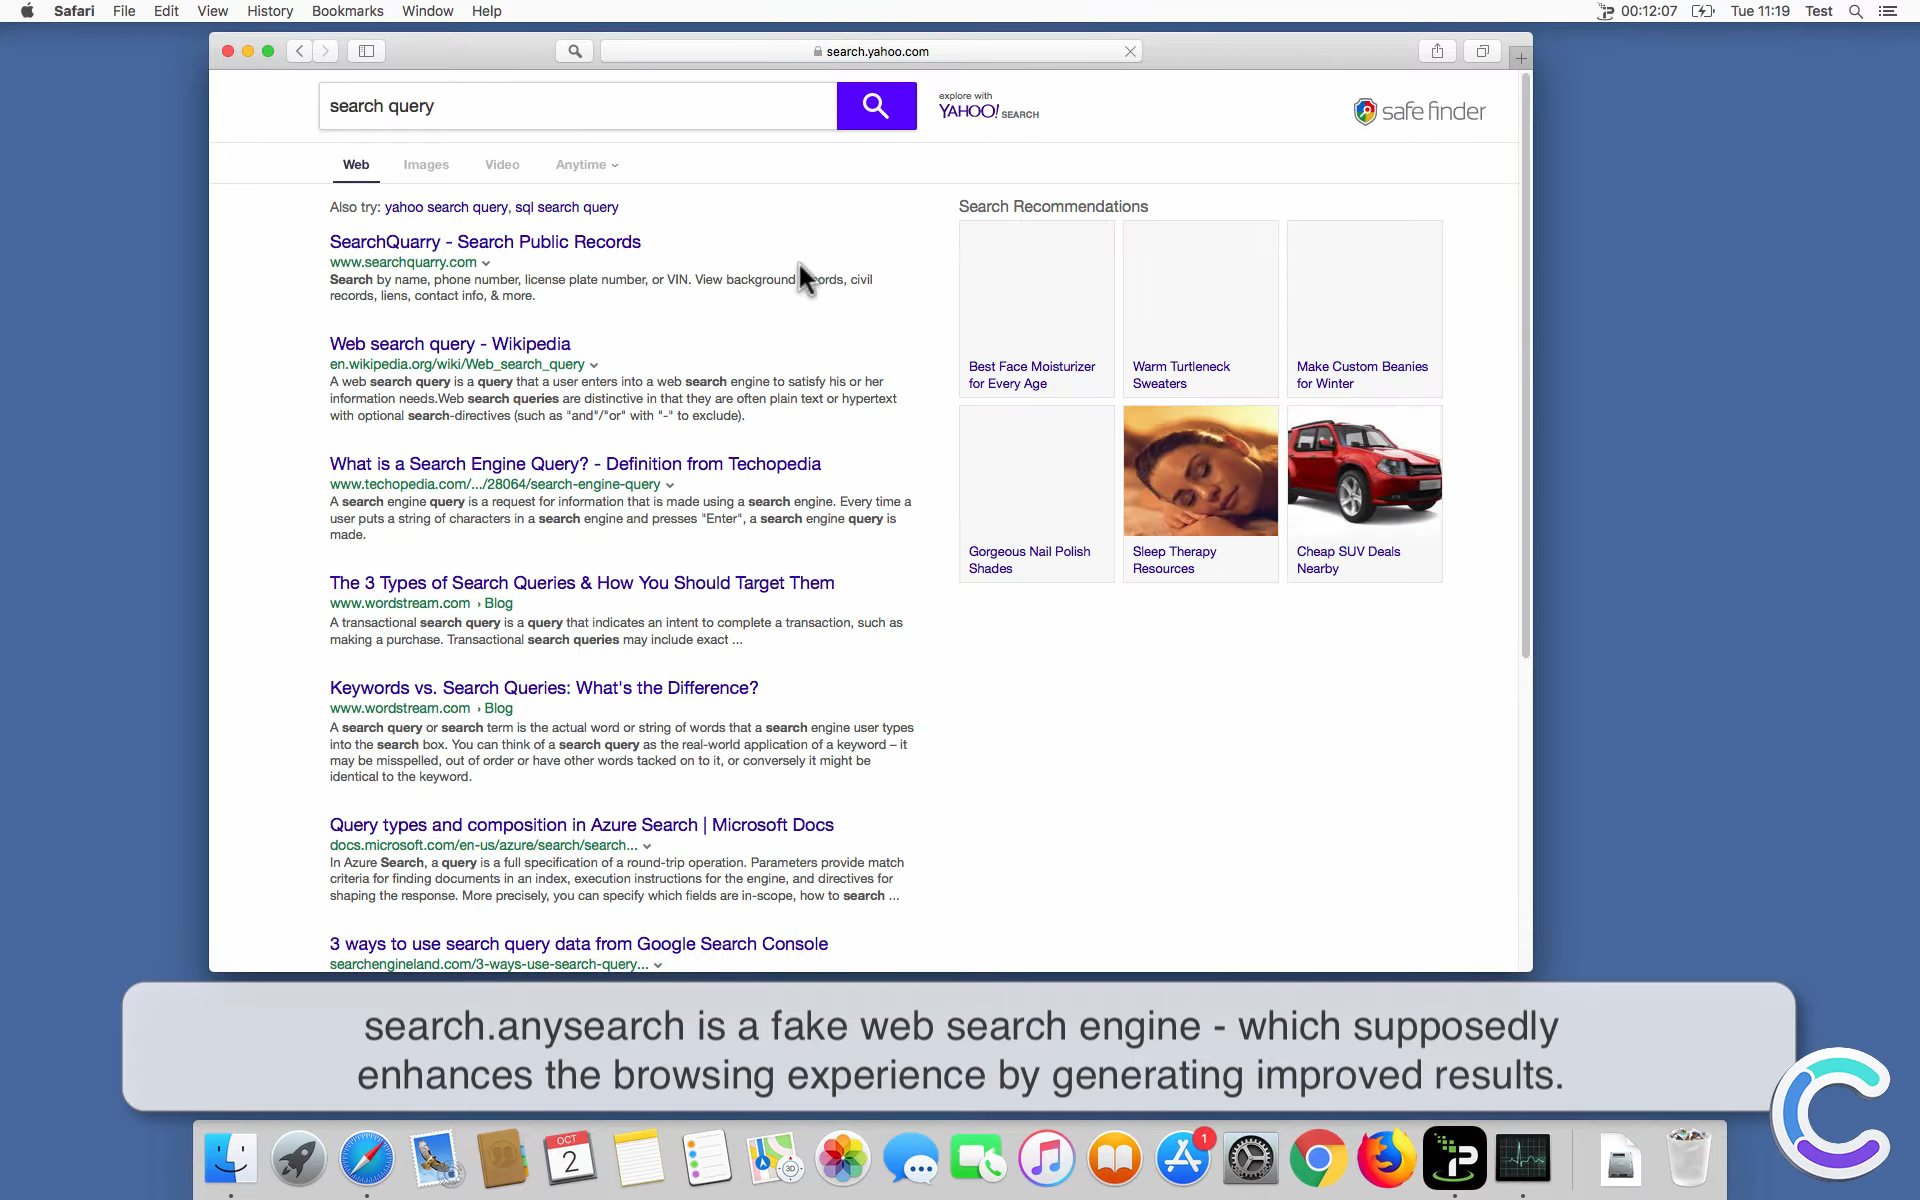 Safari File Edit View History Bookmarks Window Help 00:12:07 Tue 11:19 Test
search.yahoo.com
search query
explore with
YAHOO! SEARCH
safe finder
Web Images Video Anytime
Also try: yahoo search query, sql search query
SearchQuarry - Search Public Records
www.searchquarry.com
Search by name, phone number, license plate number, or VIN. View background ords, civil
records, liens, contact info, & more.
Web search query - Wikipedia
en.wikipedia.org/wiki/Web_search_query
A web search query is a query that a user enters into a web search engine to satisfy his or her
information needs.Web search queries are distinctive in that they are often plain text or hypertext
with optional search-directives (such as "and"/"or" with "-" to exclude).
What is a Search Engine Query? - Definition from Techopedia
www.techopedia.com/.../28064/search-engine-query
A search engine query is a request for information that is made using a search engine. Every time a
user puts a string of characters in a search engine and presses "Enter", a search engine query is
made.
The 3 Types of Search Queries & How You Should Target Them
www.wordstream.com › Blog
A transactional search query is a query that indicates an intent to complete a transaction, such as
making a purchase. Transactional search queries may include exact ...
Keywords vs. Search Queries: What's the Difference?
www.wordstream.com › Blog
A search query or search term is the actual word or string of words that a search engine user types
into the search box. You can think of a search query as the real-world application of a keyword – it
may be misspelled, out of order or have other words tacked on to it, or conversely it might be
identical to the keyword.
Query types and composition in Azure Search | Microsoft Docs
docs.microsoft.com/en-us/azure/search/search...
In Azure Search, a query is a full specification of a round-trip operation. Parameters provide match
criteria for finding documents in an index, execution instructions for the engine, and directives for
shaping the response. More precisely, you can specify which fields are in-scope, how to search ...
3 ways to use search query data from Google Search Console
searchengineland.com/3-ways-use-search-query...
Search Recommendations
Best Face Moisturizer
for Every Age
Warm Turtleneck
Sweaters
Make Custom Beanies
for Winter
Gorgeous Nail Polish
Shades
Sleep Therapy
Resources
Cheap SUV Deals
Nearby
search.anysearch is a fake web search engine - which supposedly
enhances the browsing experience by generating improved results.
OCT
2
3D
1